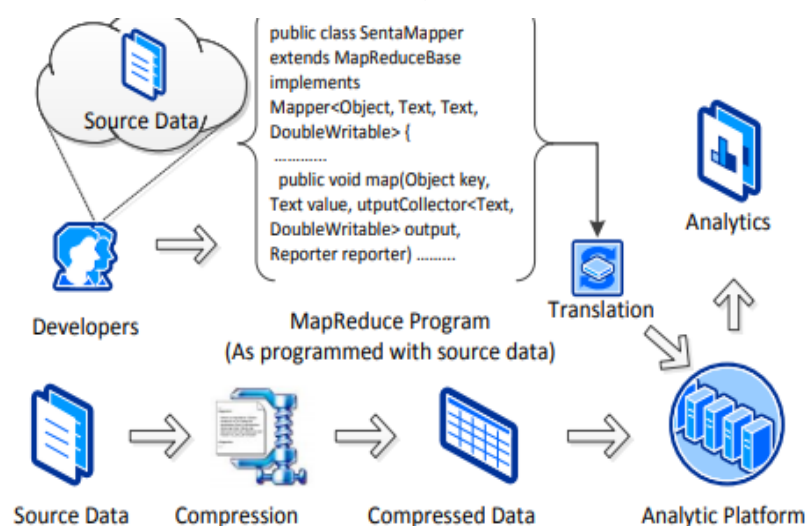 Source Data
public class SentaMapper
extends MapReduceBase
implements
Mapper<Object, Text, Text,
DoubleWritable> {
.............
public void map(Object key,
Text value, utputCollector<Text,
DoubleWritable> output,
Reporter reporter) .........
Developers
MapReduce Program
(As programmed with source data)
Translation
Analytics
Source Data
Compression
Compressed Data
Analytic Platform